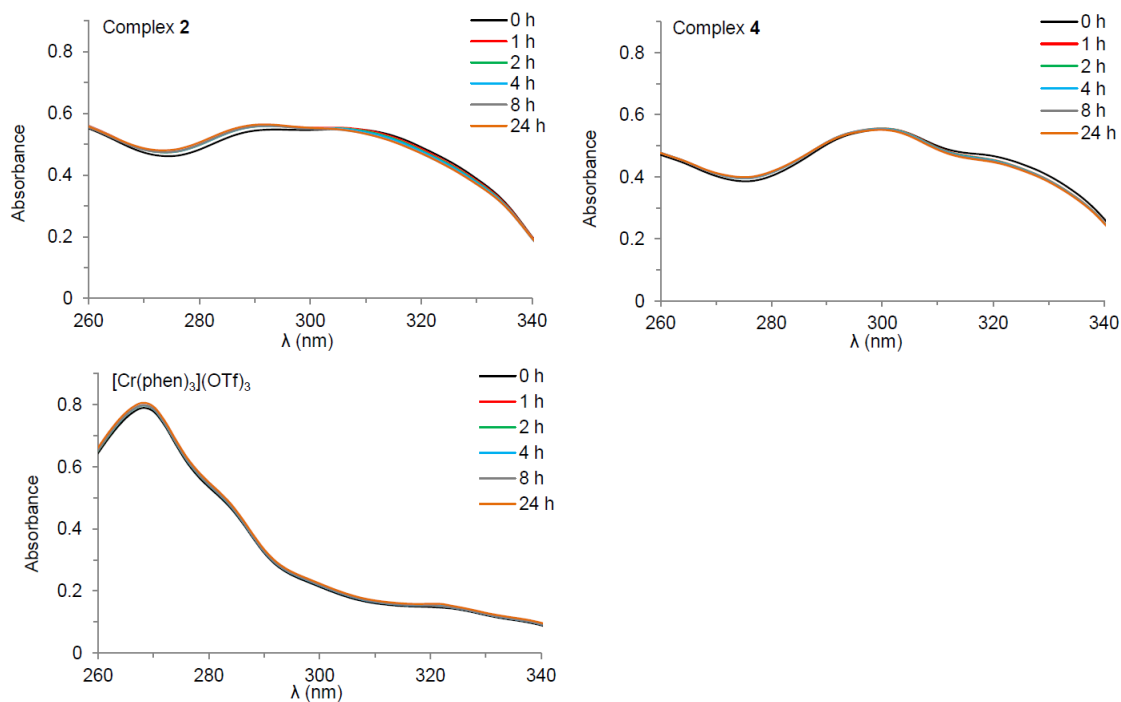 Complex 2
0 h
1 h
2 h
4 h
8 h
24 h
0.8
0.6
0.4
0.2
0
Absorbance
260 280 300 320 340
λ (nm)
Complex 4
0 h
1 h
2 h
4 h
8 h
24 h
0.8
0.6
0.4
0.2
0
Absorbance
260 280 300 320 340
λ (nm)
[Cr(phen)₃](OTf)₃
0 h
1 h
2 h
4 h
8 h
24 h
0.8
0.6
0.4
0.2
0
Absorbance
260 280 300 320 340
λ (nm)